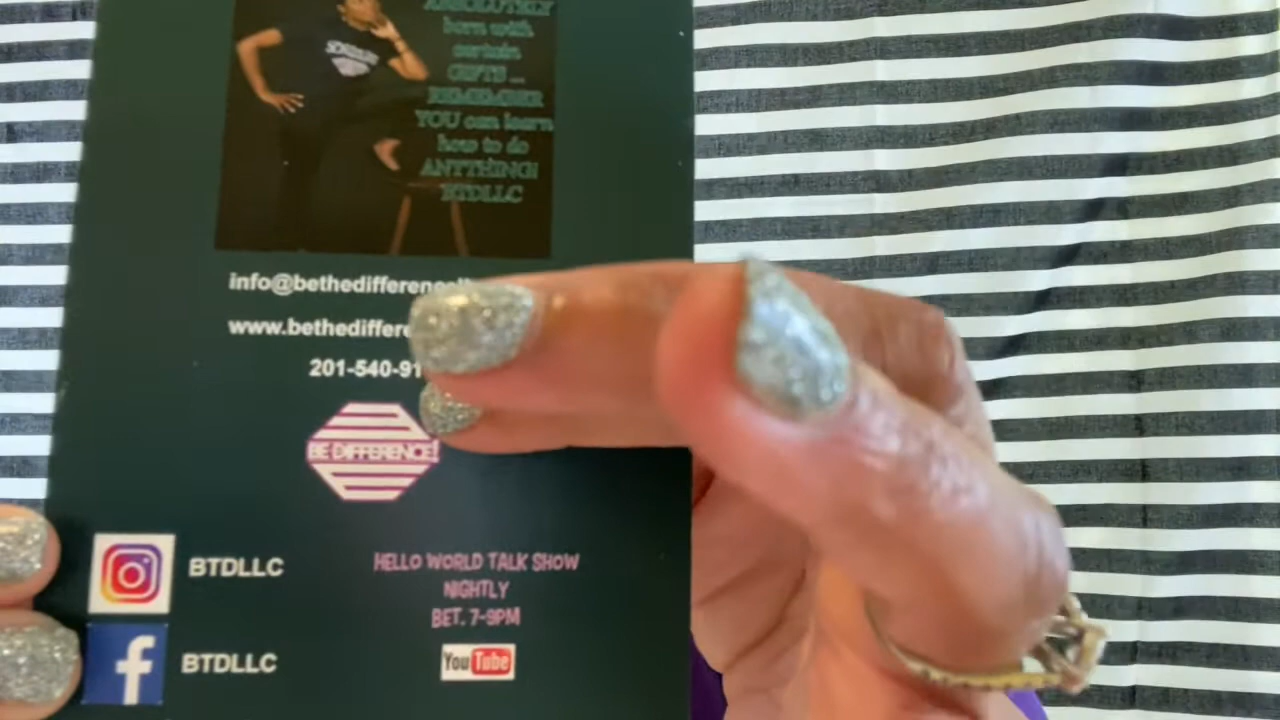 ABSOLUTELY
born with
certain
GIFTS ...
REMEMBER
YOU can learn
how to do
ANYTHING!
BTDLLC
info@bethedifferencell
www.bethediffere
201-540-91
BE DIFFERENCE!
BTDLLC
HELLO WORLD TALK SHOW
NIGHTLY
BET. 7-9PM
BTDLLC
YouTube